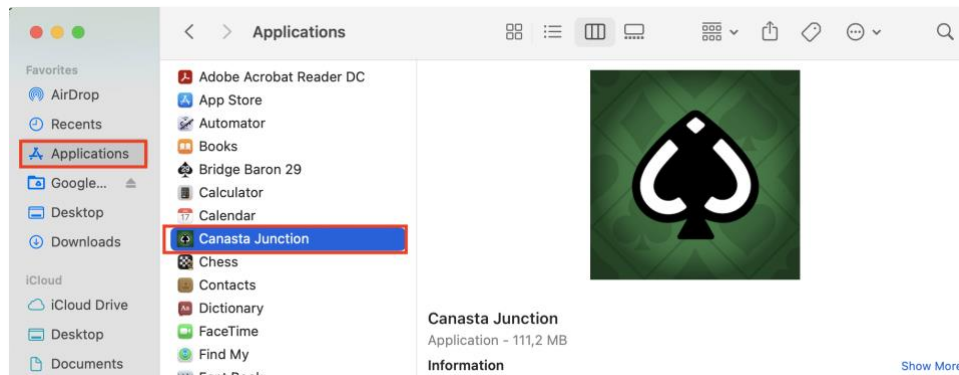 Applications
Favorites
AirDrop
Recents
Applications
Google...
Desktop
Downloads
iCloud
iCloud Drive
Desktop
Documents
Adobe Acrobat Reader DC
App Store
Automator
Books
Bridge Baron 29
Calculator
Calendar
Canasta Junction
Chess
Contacts
Dictionary
FaceTime
Find My
Canasta Junction
Application - 111,2 MB
Information
Show More